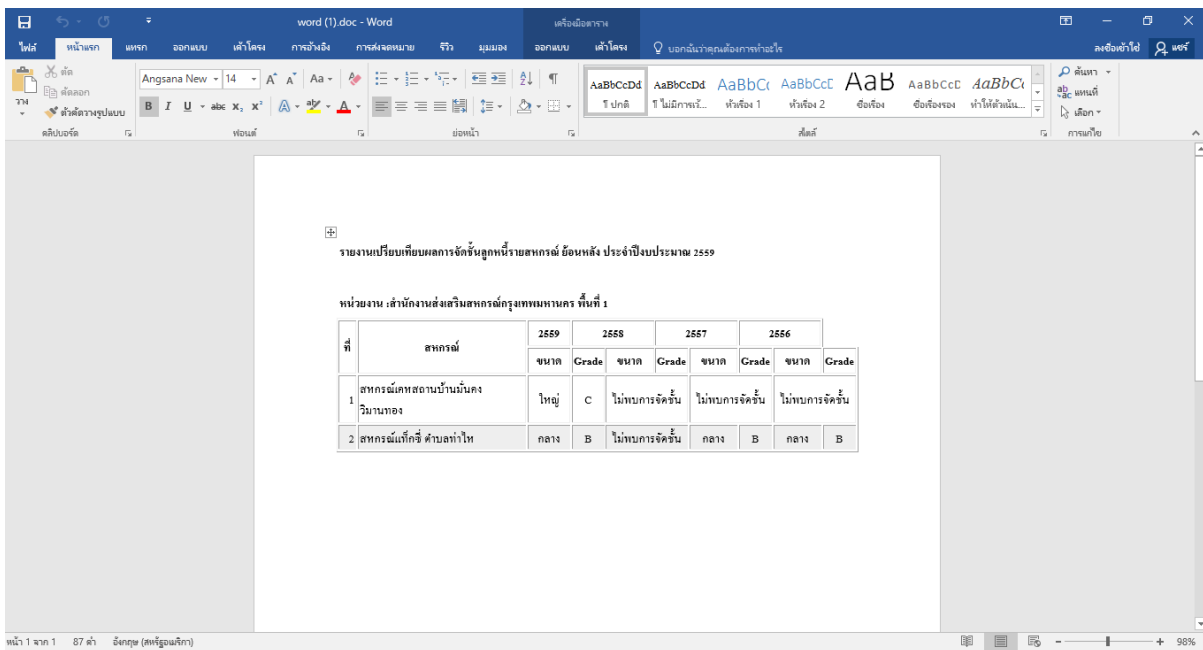 word (1).doc - Word
เครื่องมือตาราง
ไฟล์ หน้าแรก แทรก ออกแบบ เค้าโครง การอ้างอิง การส่งจดหมาย รีวิว มุมมอง ออกแบบ เค้าโครง บอกฉันว่าคุณต้องการทำอะไร ลงชื่อเข้าใช้ แชร์
วาง
ตัด
คัดลอก
ตัวคัดวางรูปแบบ
คลิปบอร์ด
Angsana New 14
B I U abc X₂ X²
ฟอนต์
ย่อหน้า
AaBbCcDd AaBbCcDd AaBbCc AaBbCcE AaB AaBbCcE AaBbCc
¶ ปกติ ¶ ไม่มีการเว้... หัวเรื่อง 1 หัวเรื่อง 2 ชื่อเรื่อง ชื่อเรื่องรอง ทำให้ตัวเน้น...
สไตล์
ค้นหา
แทนที่
เลือก
การแก้ไข
รายงานเปรียบเทียบผลการจัดชั้นลูกหนี้รายสหกรณ์ ย้อนหลัง ประจำปีงบประมาณ 2559
หน่วยงาน :สำนักงานส่งเสริมสหกรณ์กรุงเทพมหานคร พื้นที่ 1
ที่ สหกรณ์ 2559 2558 2557 2556
ขนาด Grade ขนาด Grade ขนาด Grade ขนาด Grade
1 สหกรณ์เคหสถานบ้านมั่นคง วิมานทอง ใหญ่ C ไม่พบการจัดชั้น ไม่พบการจัดชั้น ไม่พบการจัดชั้น
2 สหกรณ์แท็กซี่ ตำบลท่าไห กลาง B ไม่พบการจัดชั้น กลาง B กลาง B
หน้า 1 จาก 1 87 คำ อังกฤษ (สหรัฐอเมริกา) 98%